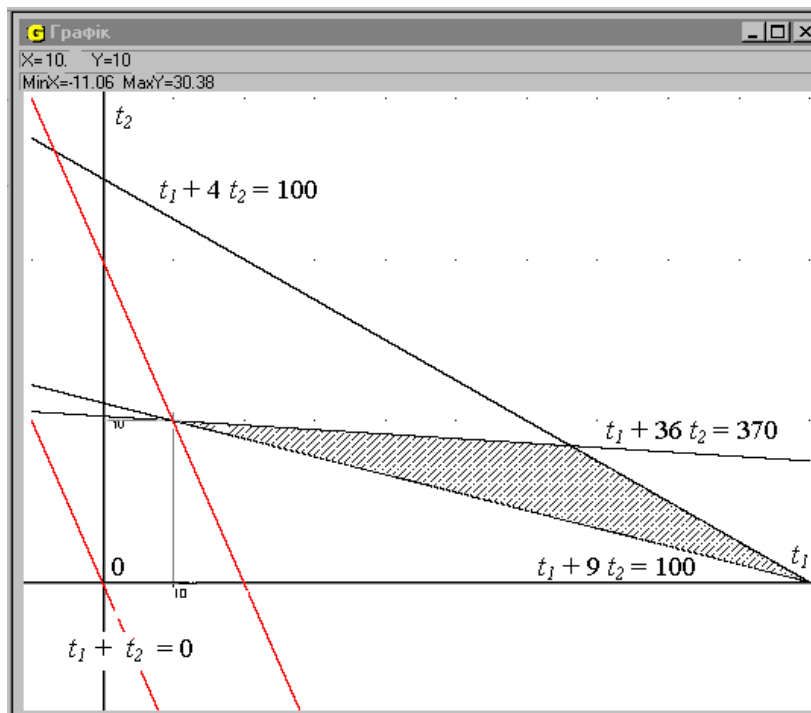 Графік
X=10. Y=10
MinX=-11.06 MaxY=30.38
t₂
t₁ + 4 t₂ = 100
10
t₁ + 36 t₂ = 370
0
t₁ + 9 t₂ = 100
t₁
10
t₁ + t₂ = 0